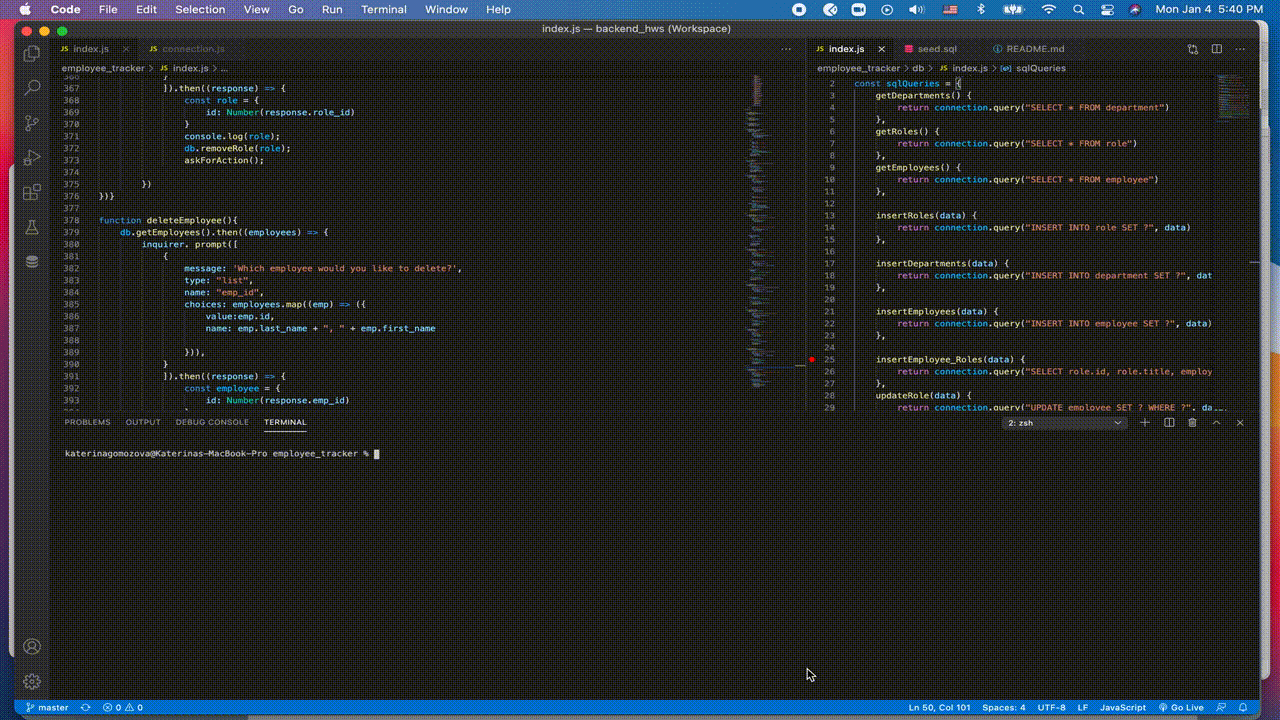 Code File Edit Selection View Go Run Terminal Window Help Mon Jan 4 5:40 PM
index.js — backend_hws (Workspace)
JS index.js × JS connection.js ···
employee_tracker > JS index.js > ...
366 }
367 }).then((response) => {
368 const role = {
369 id: Number(response.role_id)
370 }
371 console.log(role);
372 db.removeRole(role);
373 askForAction();
374
375 })
376 })}
377
378 function deleteEmployee(){
379 db.getEmployees().then((employees) => {
380 inquirer. prompt([
381 {
382 message: 'Which employee would you like to delete?',
383 type: "list",
384 name: "emp_id",
385 choices: employees.map((emp) => ({
386 value:emp.id,
387 name: emp.last_name + ", " + emp.first_name
388
389 })),
390 }
391 ]).then((response) => {
392 const employee = {
393 id: Number(response.emp_id)
JS index.js × seed.sql README.md ···
employee_tracker > db > JS index.js > sqlQueries
2 const sqlQueries = {
3 getDepartments() {
4 return connection.query("SELECT * FROM department")
5 },
6 getRoles() {
7 return connection.query("SELECT * FROM role")
8 },
9 getEmployees() {
10 return connection.query("SELECT * FROM employee")
11 },
12
13 insertRoles(data) {
14 return connection.query("INSERT INTO role SET ?", data)
15 },
16
17 insertDepartments(data) {
18 return connection.query("INSERT INTO department SET ?", dat
19 },
20
21 insertEmployees(data) {
22 return connection.query("INSERT INTO employee SET ?", data)
23 },
24
25 insertEmployee_Roles(data) {
26 return connection.query("SELECT role.id, role.title, employ
27 },
28 updateRole(data) {
29 return connection.query("UPDATE employee SET ? WHERE ?", da...
PROBLEMS OUTPUT DEBUG CONSOLE TERMINAL 2: zsh
katerinagomozova@Katerinas-MacBook-Pro employee_tracker %
master 0 0 Ln 50, Col 101 Spaces: 4 UTF-8 LF JavaScript Go Live